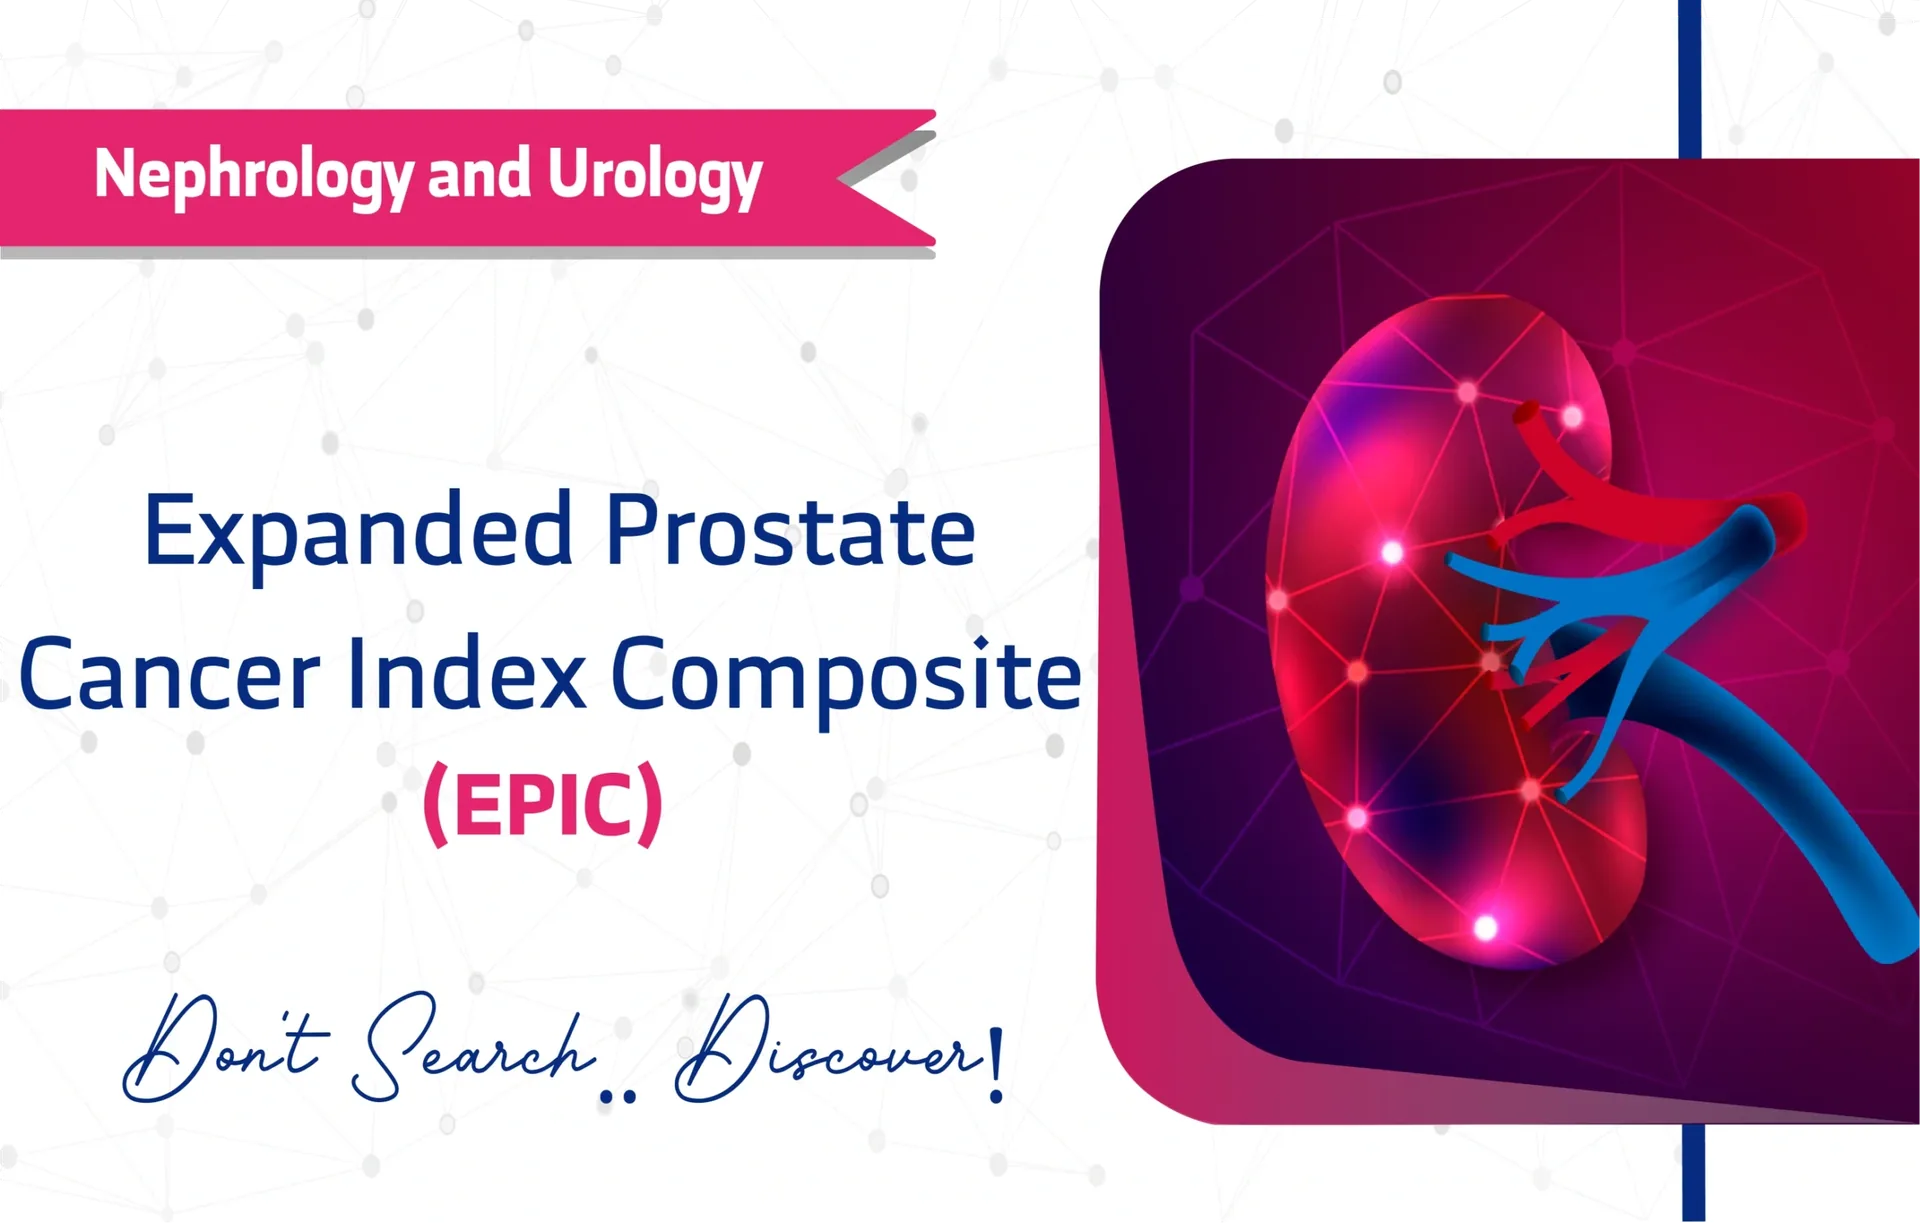 Nephrology and Urology
Expanded Prostate
Cancer Index Composite
(EPIC)
Don't Search.. Discover!